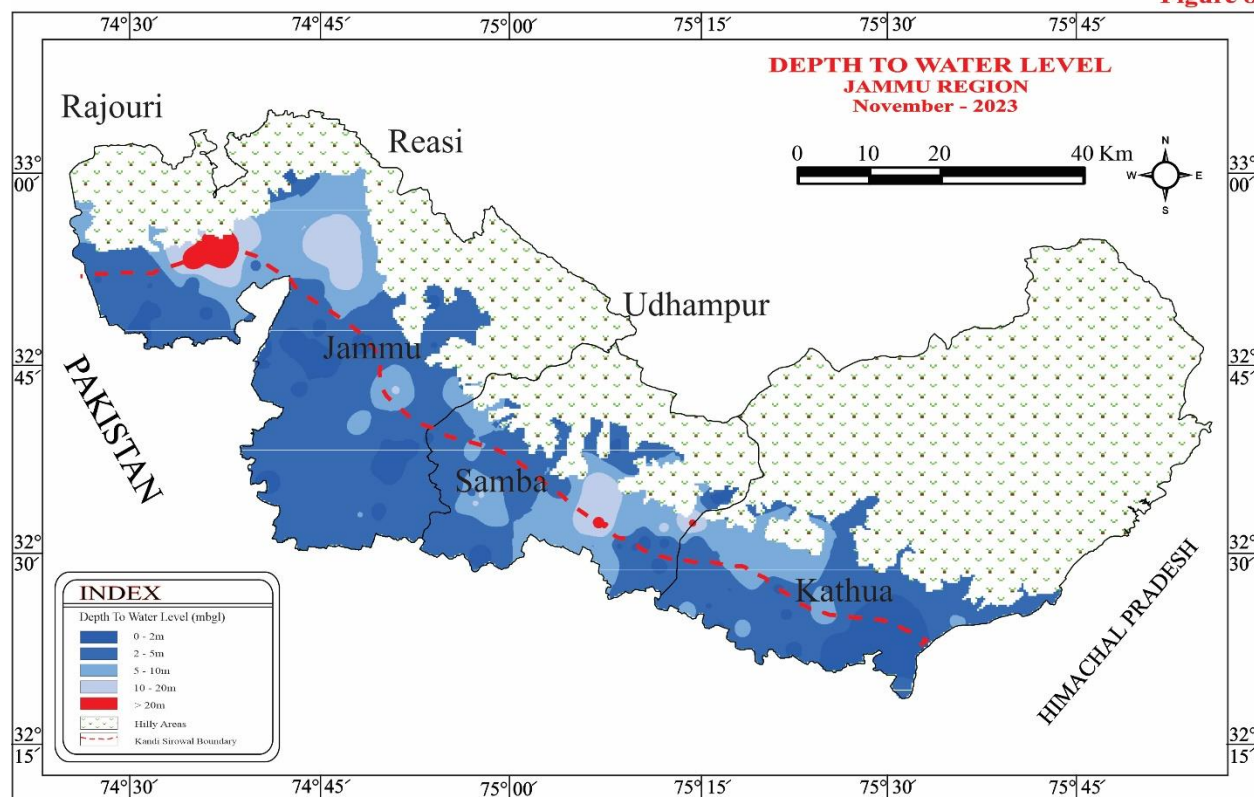 Figure 8
74°30´ 74°45´ 75°00´ 75°15´ 75°30´ 75°45´
DEPTH TO WATER LEVEL
JAMMU REGION
November - 2023
0 10 20 40 Km
N
W E
S
Rajouri
Reasi
33°
00´
33°
00´
Udhampur
Jammu
32°
45´
32°
45´
PAKISTAN
Samba
32°
30´
32°
30´
Kathua
HIMACHAL PRADESH
INDEX
Depth To Water Level (mbgl)
0 - 2m
2 - 5m
5 - 10m
10 - 20m
> 20m
Hilly Areas
Kandi Sirowal Boundary
32°
15´
32°
15´
74°30´ 74°45´ 75°00´ 75°15´ 75°30´ 75°45´